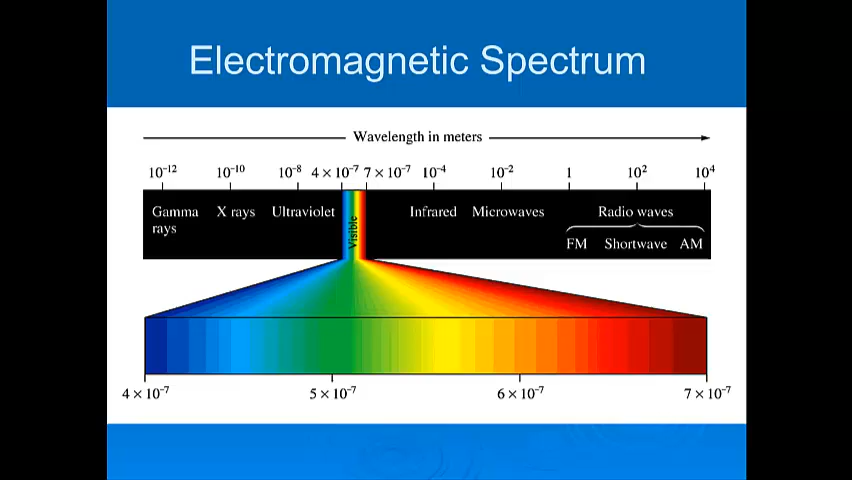 Electromagnetic Spectrum
Wavelength in meters
10⁻¹² 10⁻¹⁰ 10⁻⁸ 4 × 10⁻⁷ 7 × 10⁻⁷ 10⁻⁴ 10⁻² 1 10² 10⁴
Gamma rays X rays Ultraviolet Visible Infrared Microwaves Radio waves
FM Shortwave AM
4 × 10⁻⁷ 5 × 10⁻⁷ 6 × 10⁻⁷ 7 × 10⁻⁷